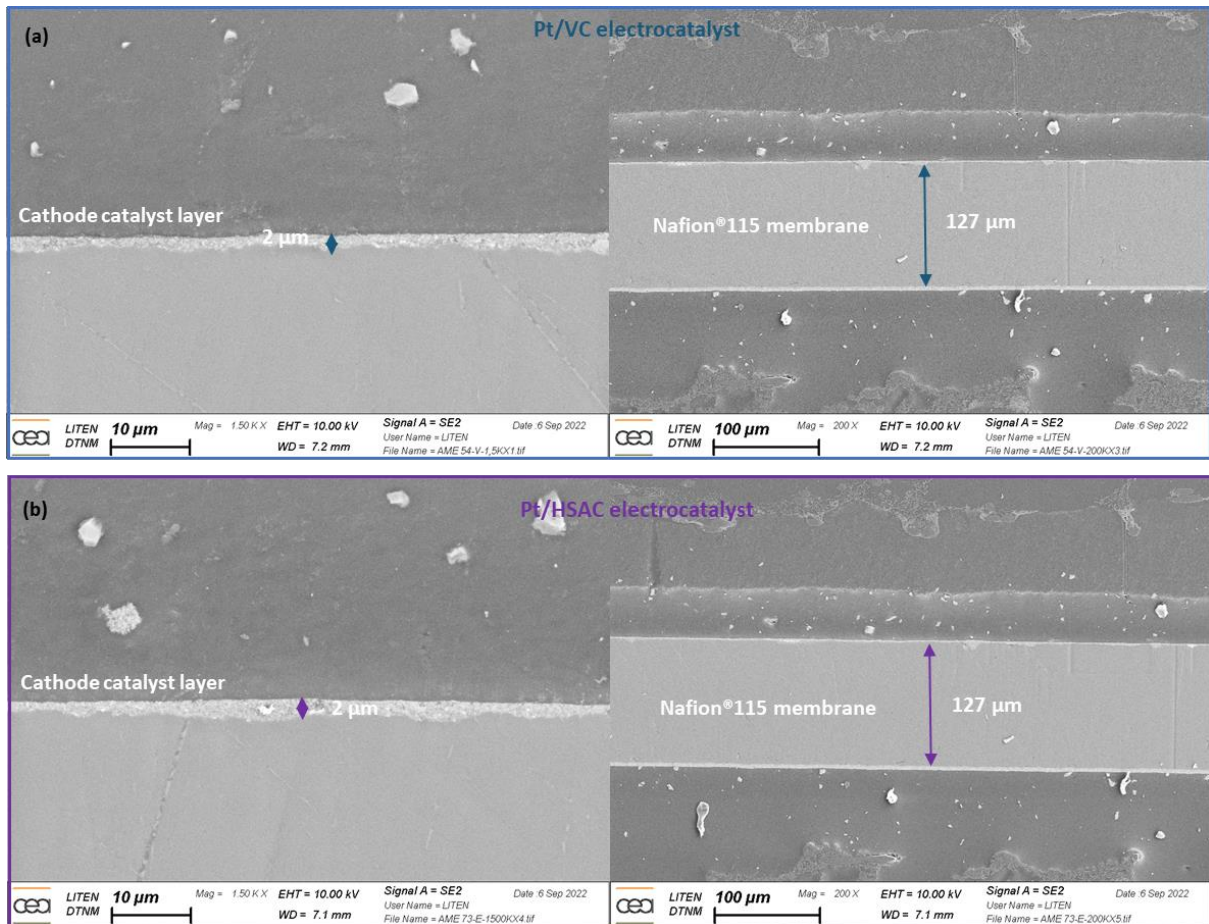 (a)
Pt/VC electrocatalyst
Cathode catalyst layer
2 µm
Nafion®115 membrane
127 µm
cea
LITEN
DTNM
10 µm
Mag = 1.50 K X
EHT = 10.00 kV
WD = 7.2 mm
Signal A = SE2
User Name = LITEN
File Name = AME 54-V-1,5KX1.tif
Date :6 Sep 2022
cea
LITEN
DTNM
100 µm
Mag = 200 X
EHT = 10.00 kV
WD = 7.2 mm
Signal A = SE2
User Name = LITEN
File Name = AME 54-V-200KX3.tif
Date :6 Sep 2022
(b)
Pt/HSAC electrocatalyst
Cathode catalyst layer
2 µm
Nafion®115 membrane
127 µm
cea
LITEN
DTNM
10 µm
Mag = 1.50 K X
EHT = 10.00 kV
WD = 7.1 mm
Signal A = SE2
User Name = LITEN
File Name = AME 73-E-1500KX4.tif
Date :6 Sep 2022
cea
LITEN
DTNM
100 µm
Mag = 200 X
EHT = 10.00 kV
WD = 7.1 mm
Signal A = SE2
User Name = LITEN
File Name = AME 73-E-200KX5.tif
Date :6 Sep 2022